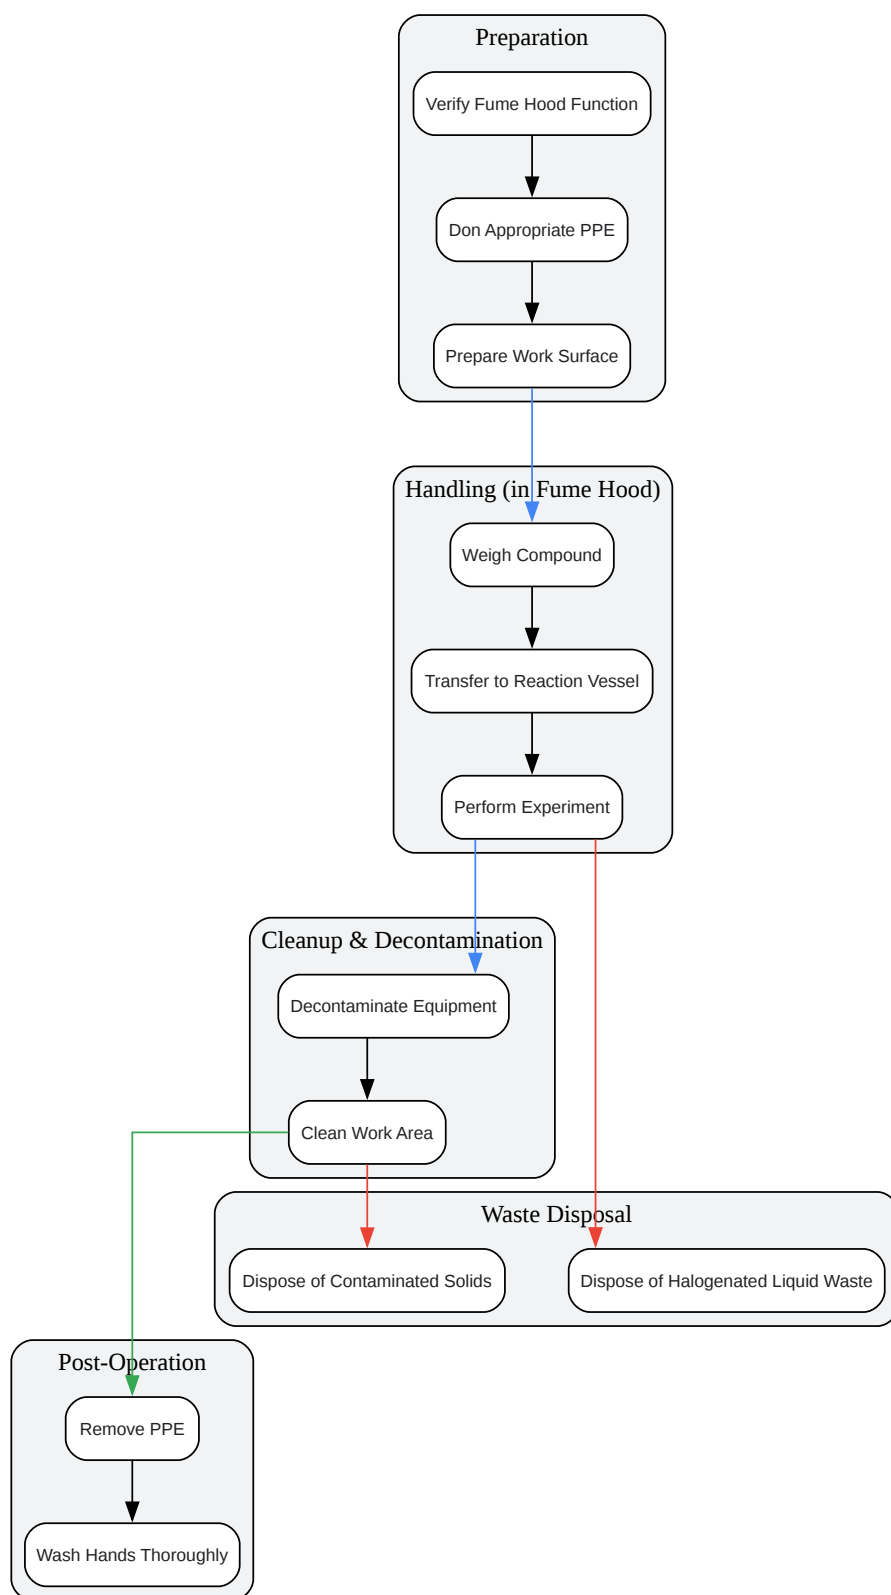 Preparation
Verify Fume Hood Function
Don Appropriate PPE
Prepare Work Surface
Handling (in Fume Hood)
Weigh Compound
Transfer to Reaction Vessel
Perform Experiment
Cleanup & Decontamination
Decontaminate Equipment
Clean Work Area
Waste Disposal
Dispose of Contaminated Solids
Dispose of Halogenated Liquid Waste
Post-Operation
Remove PPE
Wash Hands Thoroughly